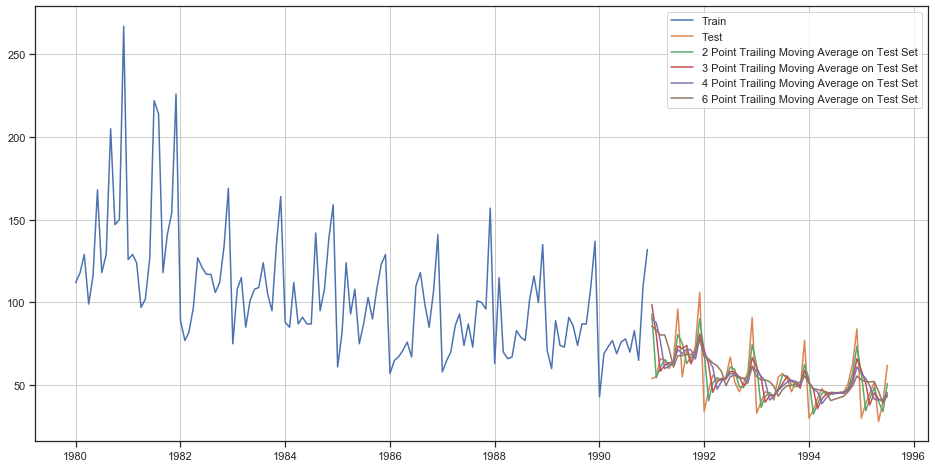 250
200
150
100
50
1980
1982
1984
1986
1988
1990
1992
1994
1996
Train
Test
2 Point Trailing Moving Average on Test Set
3 Point Trailing Moving Average on Test Set
4 Point Trailing Moving Average on Test Set
6 Point Trailing Moving Average on Test Set